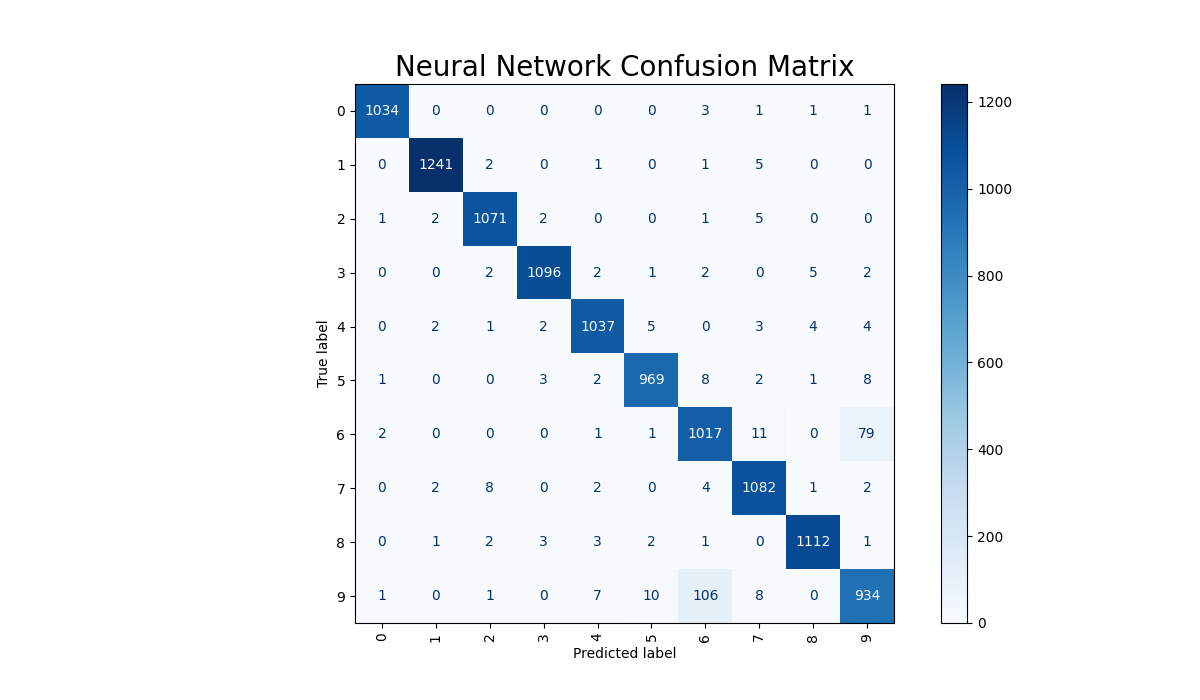 Neural Network Confusion Matrix
0 1034 0 0 0 0 0 3 1 1 1
1 0 1241 2 0 1 0 1 5 0 0
2 1 2 1071 2 0 0 1 5 0 0
3 0 0 2 1096 2 1 2 0 5 2
4 0 2 1 2 1037 5 0 3 4 4
5 1 0 0 3 2 969 8 2 1 8
6 2 0 0 0 1 1 1017 11 0 79
7 0 2 8 0 2 0 4 1082 1 2
8 0 1 2 3 3 2 1 0 1112 1
9 1 0 1 0 7 10 106 8 0 934
0 1 2 3 4 5 6 7 8 9
True label
Predicted label
1200
1000
800
600
400
200
0